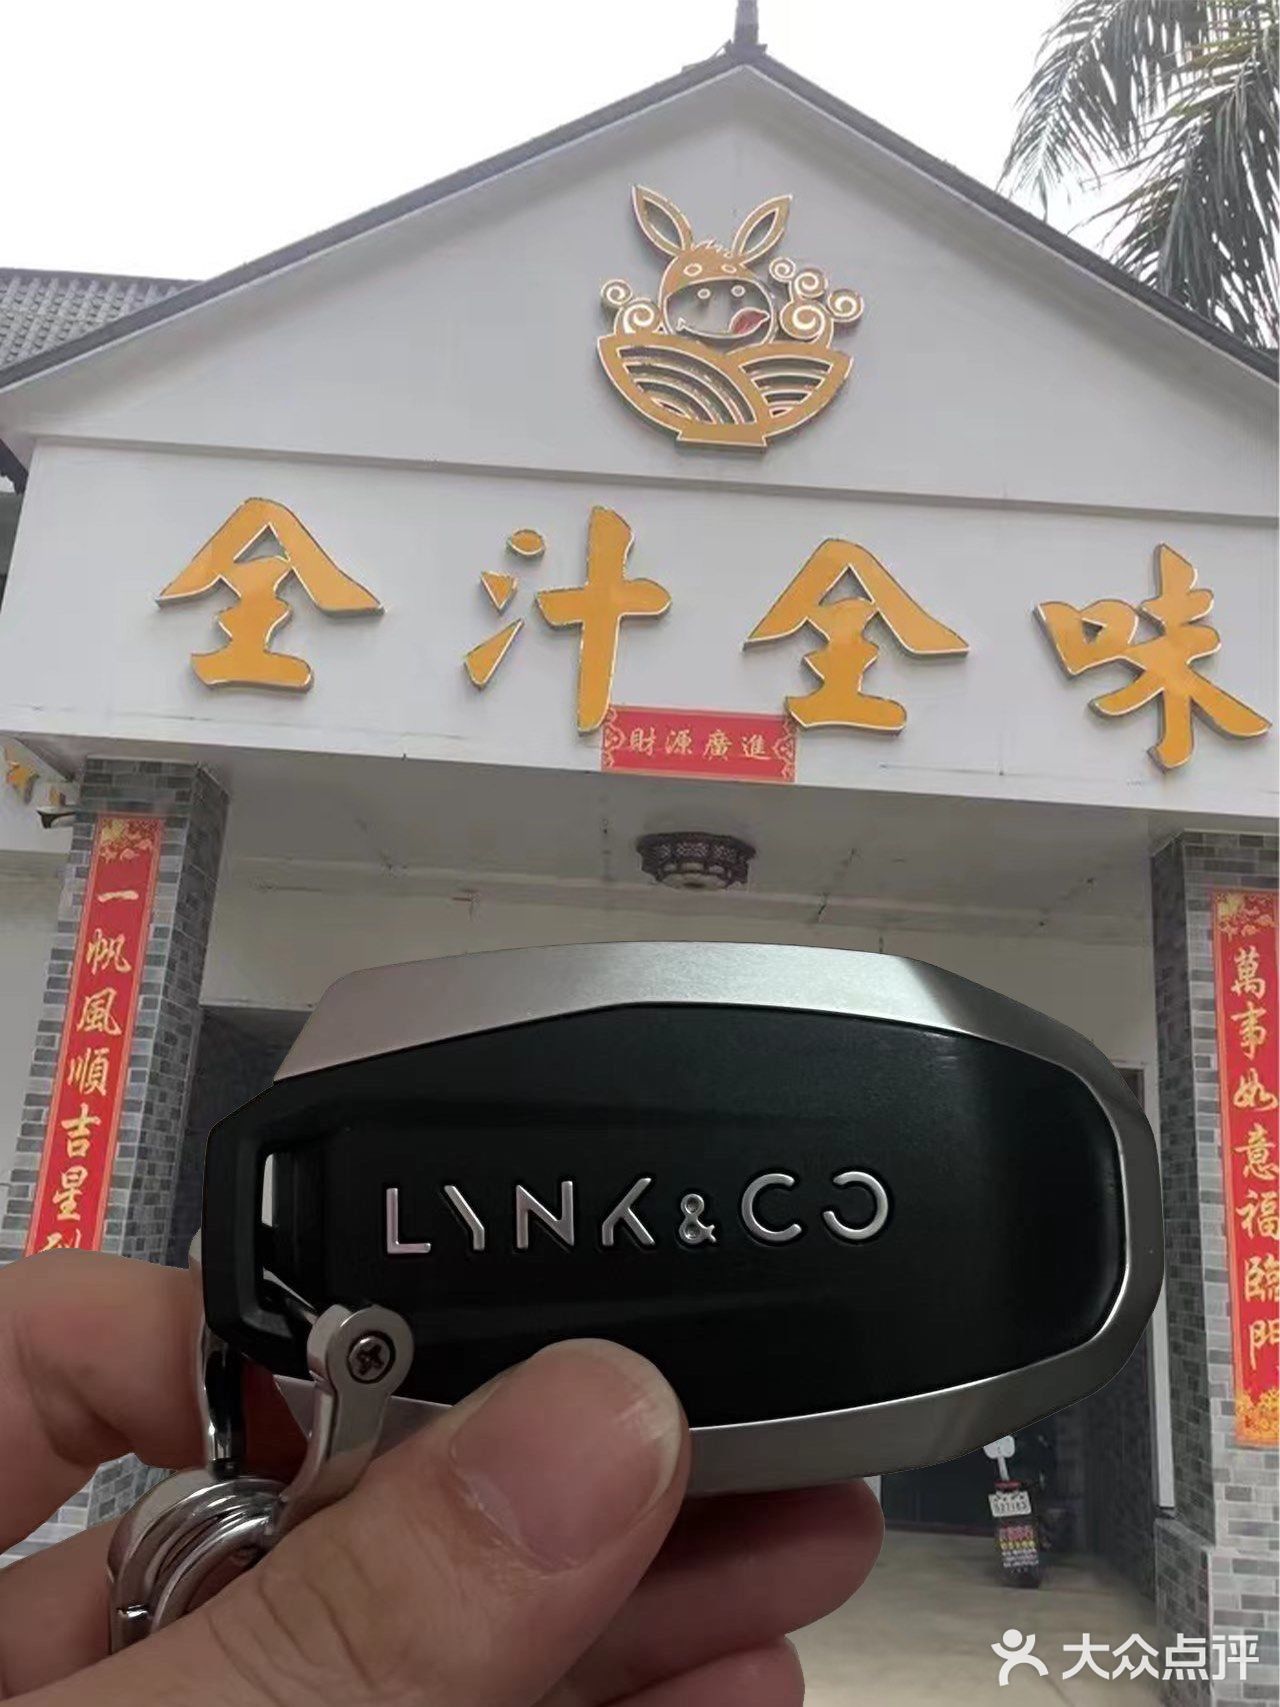 全汁全味
財源廣進
一帆風順吉星
萬事如意福臨門
LYNK&CO
大众点评